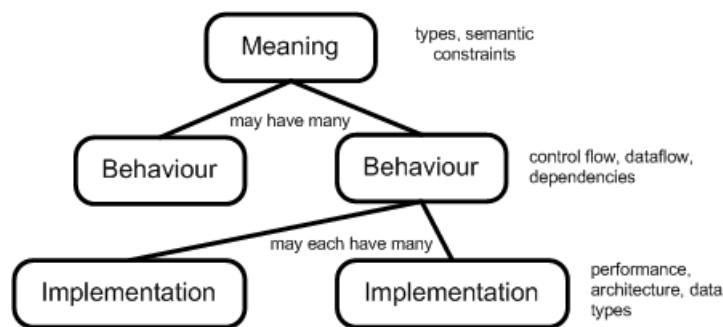 Meaning
types, semantic
constraints
may have many
Behaviour
Behaviour
control flow, dataflow,
dependencies
may each have many
Implementation
Implementation
performance,
architecture, data
types